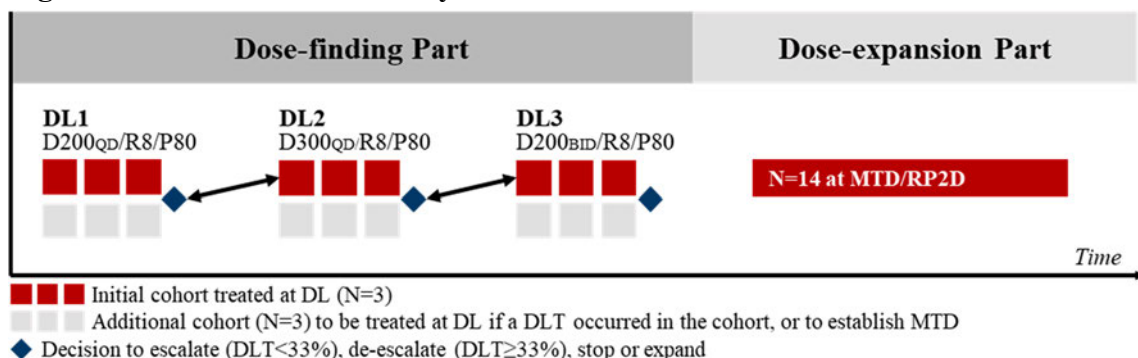 Dose-finding Part
Dose-expansion Part
DL1
D200QD/R8/P80
DL2
D300QD/R8/P80
DL3
D200BID/R8/P80
N=14 at MTD/RP2D
Time
Initial cohort treated at DL (N=3)
Additional cohort (N=3) to be treated at DL if a DLT occurred in the cohort, or to establish MTD
Decision to escalate (DLT<33%), de-escalate (DLT≥33%), stop or expand